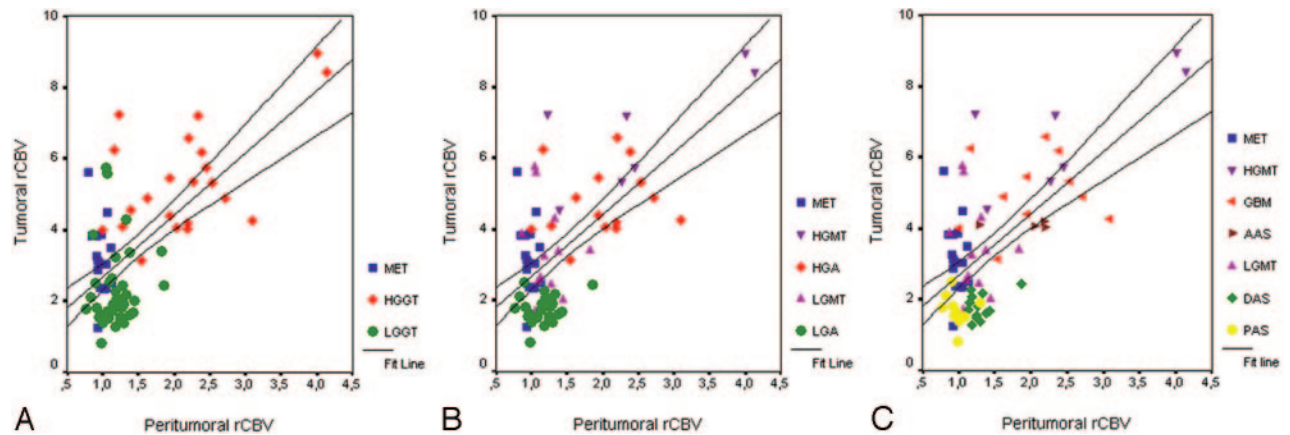 10
8
6
4
2
0
Tumoral rCBV
,5 1,0 1,5 2,0 2,5 3,0 3,5 4,0 4,5
Peritumoral rCBV
MET
HGGT
LGGT
Fit Line
A
10
8
6
4
2
0
Tumoral rCBV
,5 1,0 1,5 2,0 2,5 3,0 3,5 4,0 4,5
Peritumoral rCBV
MET
HGMT
HGA
LGMT
LGA
Fit Line
B
10
8
6
4
2
0
Tumoral rCBV
,5 1,0 1,5 2,0 2,5 3,0 3,5 4,0 4,5
Peritumoral rCBV
MET
HGMT
GBM
AAS
LGMT
DAS
PAS
Fit line
C